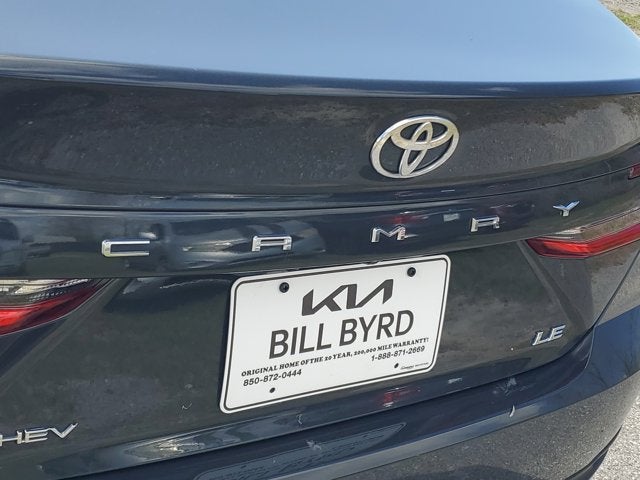 CAMRY
KIA
BILL BYRD
ORIGINAL HOME OF THE 20 YEAR, 200,000 MILE WARRANTY!
850-872-0444 1-888-871-2669
LE
HEV